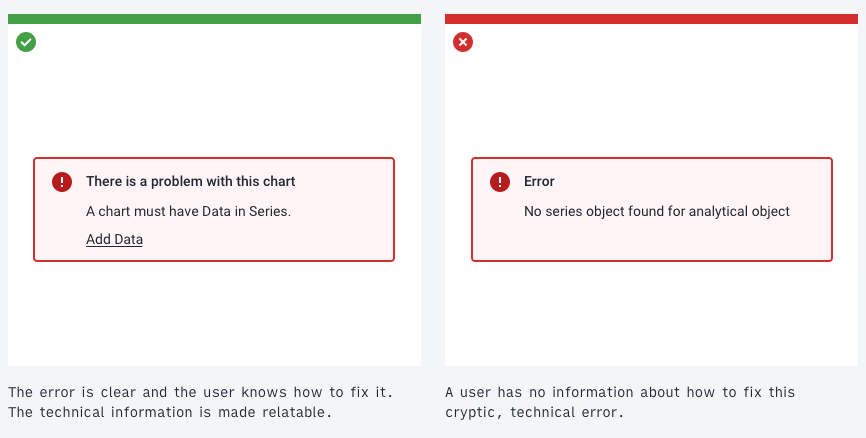 There is a problem with this chart
A chart must have Data in Series.
Add Data
The error is clear and the user knows how to fix it.
The technical information is made relatable.
Error
No series object found for analytical object
A user has no information about how to fix this
cryptic, technical error.